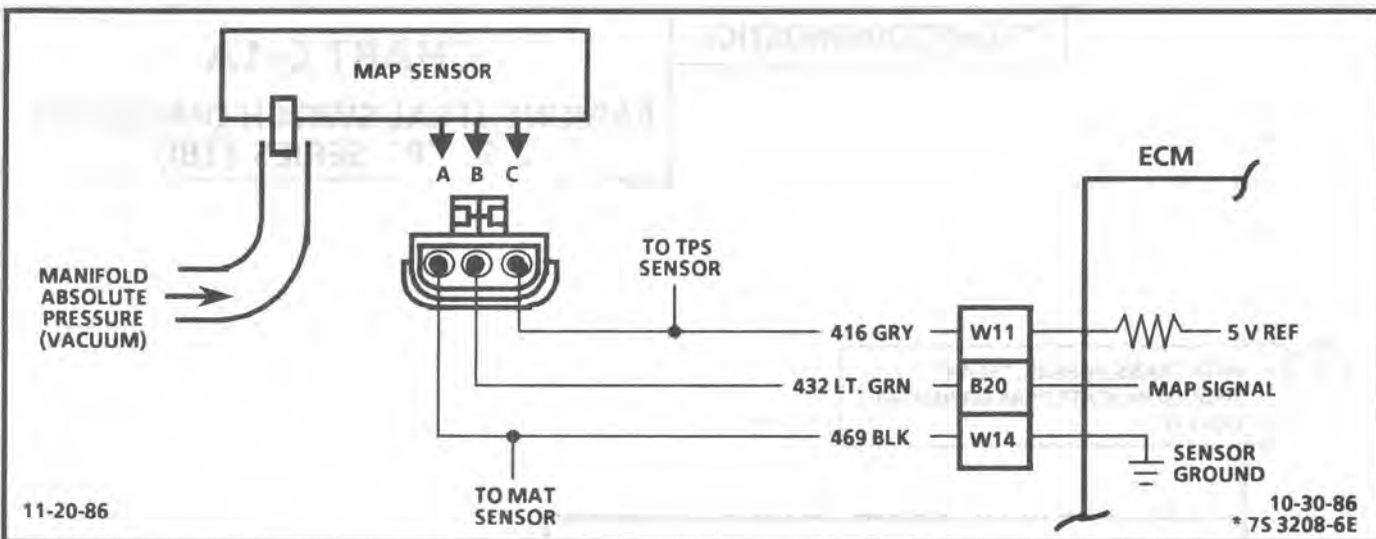 MAP SENSOR
A B C
ECM
MANIFOLD
ABSOLUTE
PRESSURE
(VACUUM)
TO TPS
SENSOR
416 GRY
W11
5 V REF
432 LT. GRN
B20
MAP SIGNAL
469 BLK
W14
SENSOR
GROUND
TO MAT
SENSOR
11-20-86
10-30-86
* 7S 3208-6E